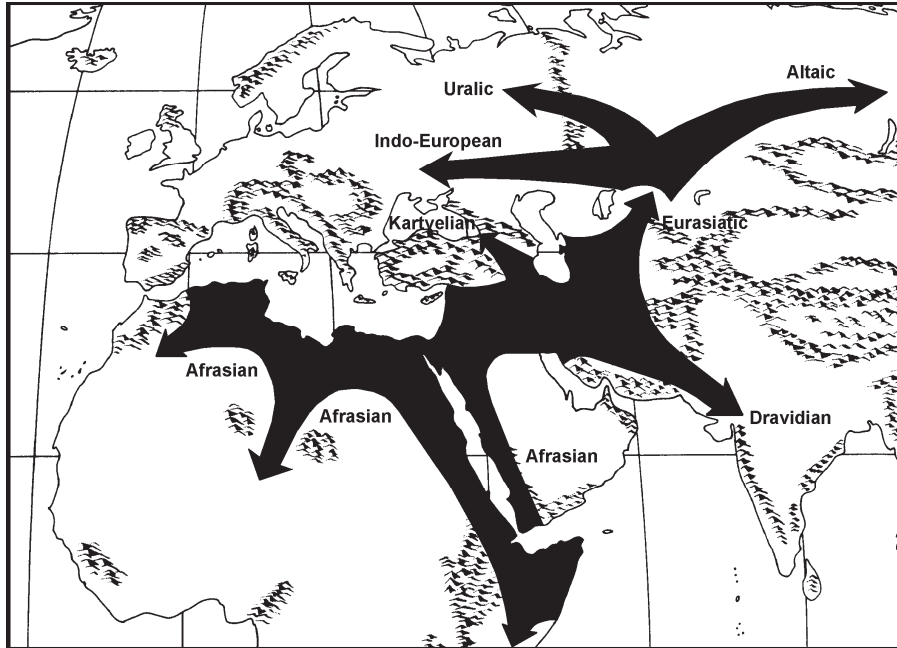 Altaic
Uralic
Indo-European
Kartvelian
Eurasiatic
Afrasian
Afrasian
Dravidian
Afrasian